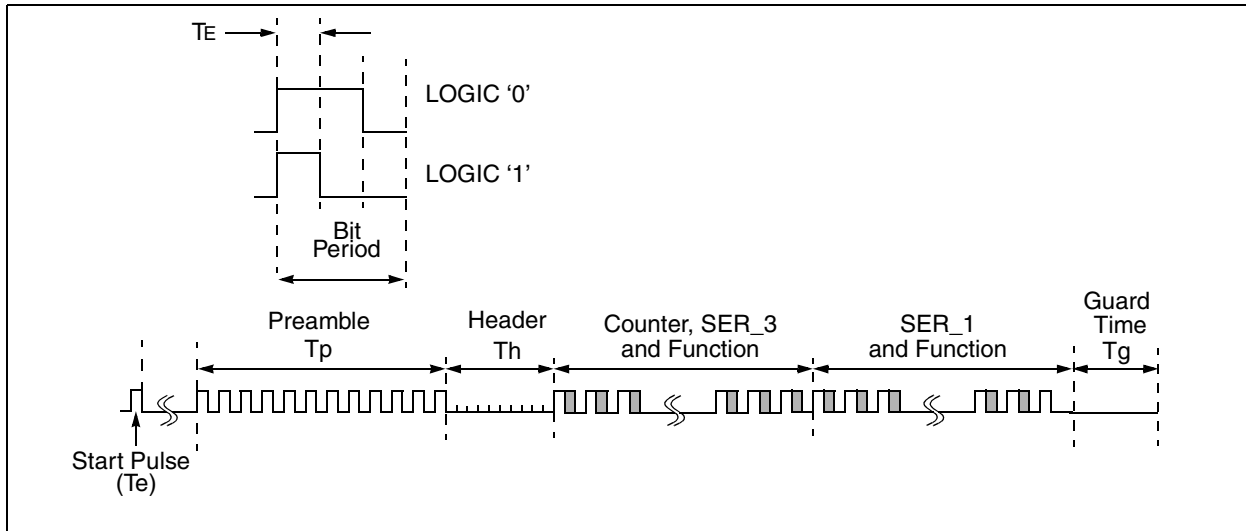 TE
LOGIC ‘0’
LOGIC ‘1’
Bit
Period
Preamble
Tp
Header
Th
Counter, SER_3
and Function
SER_1
and Function
Guard
Time
Tg
Start Pulse
(Te)